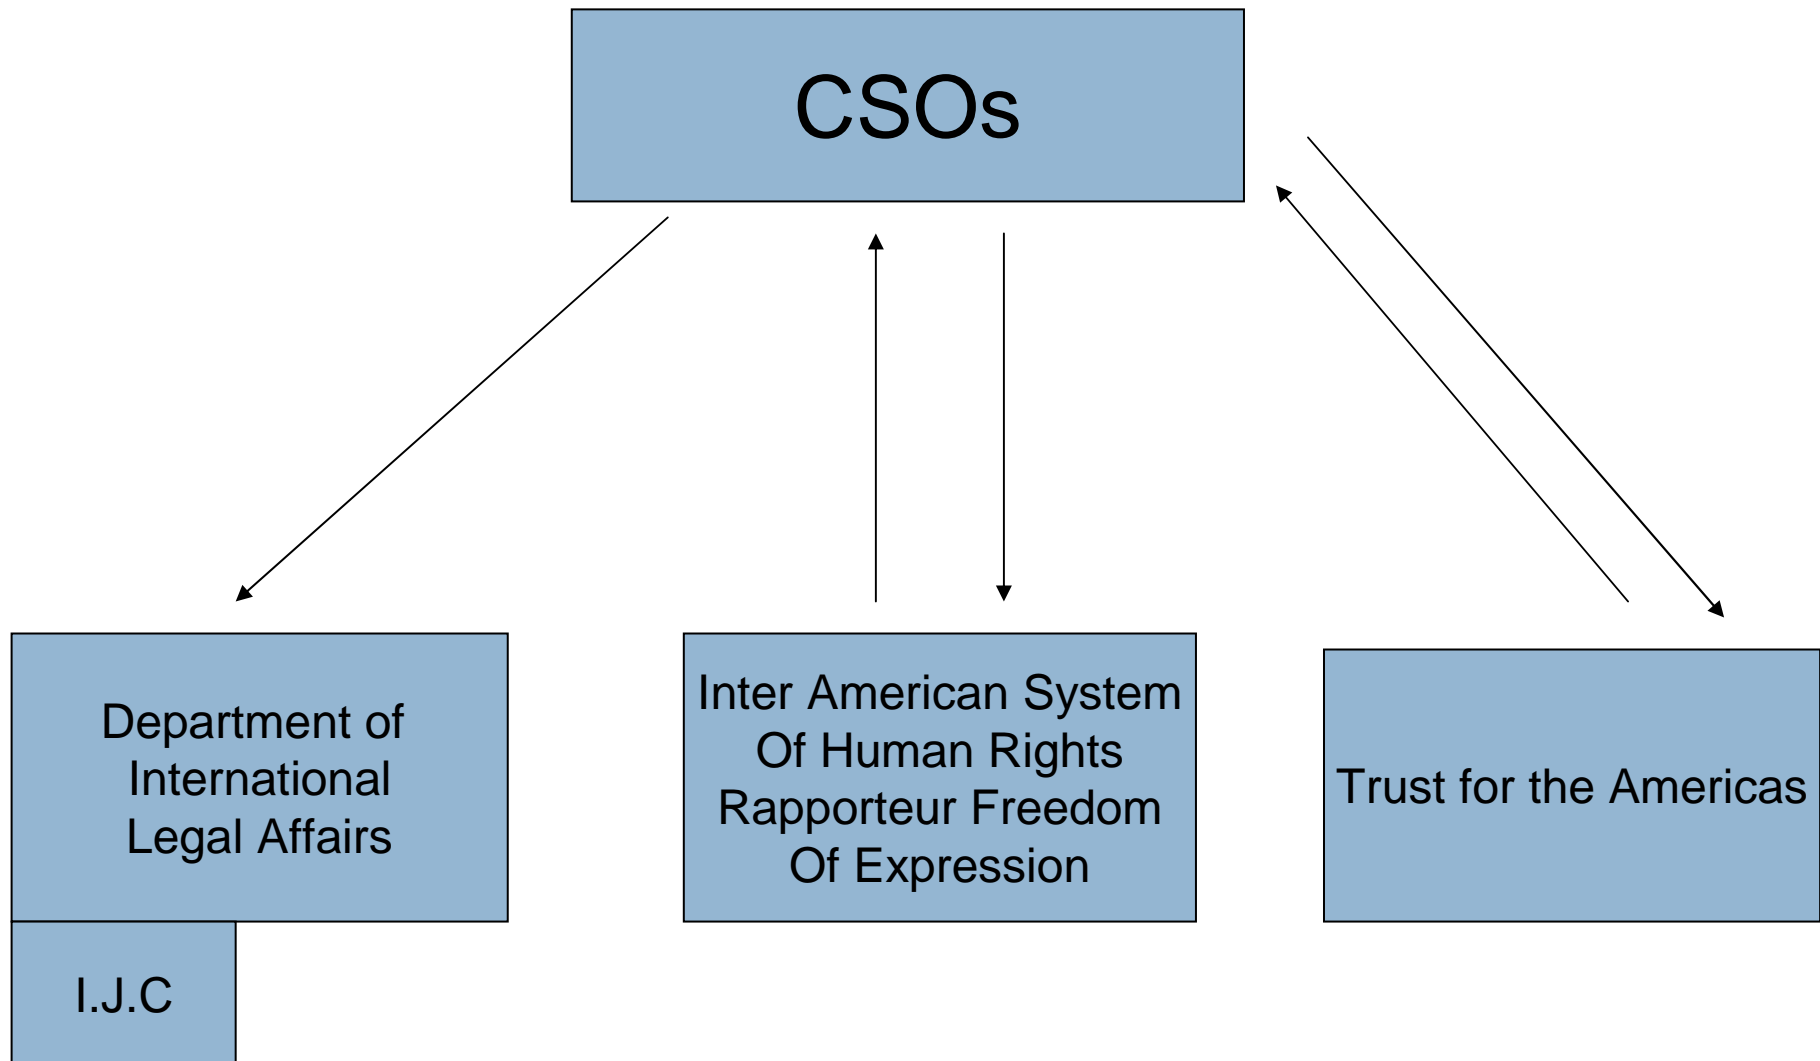 CSOs
Department of
International
Legal Affairs
Inter American System
Of Human Rights
Rapporteur Freedom
Of Expression
Trust for the Americas
I.J.C